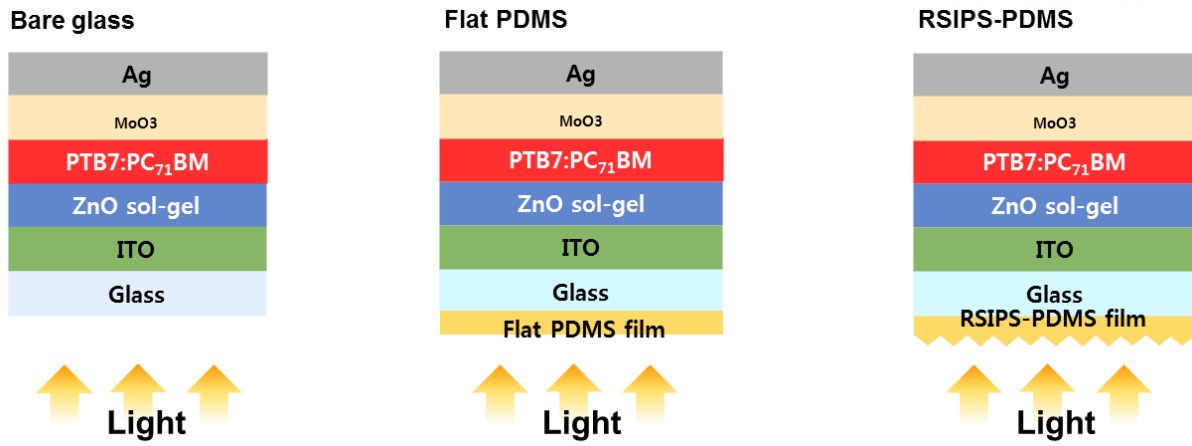 Bare glass
Ag
MoO3
PTB7:PC₇₁BM
ZnO sol-gel
ITO
Glass
Light
Flat PDMS
Ag
MoO3
PTB7:PC₇₁BM
ZnO sol-gel
ITO
Glass
Flat PDMS film
Light
RSIPS-PDMS
Ag
MoO3
PTB7:PC₇₁BM
ZnO sol-gel
ITO
Glass
RSIPS-PDMS film
Light